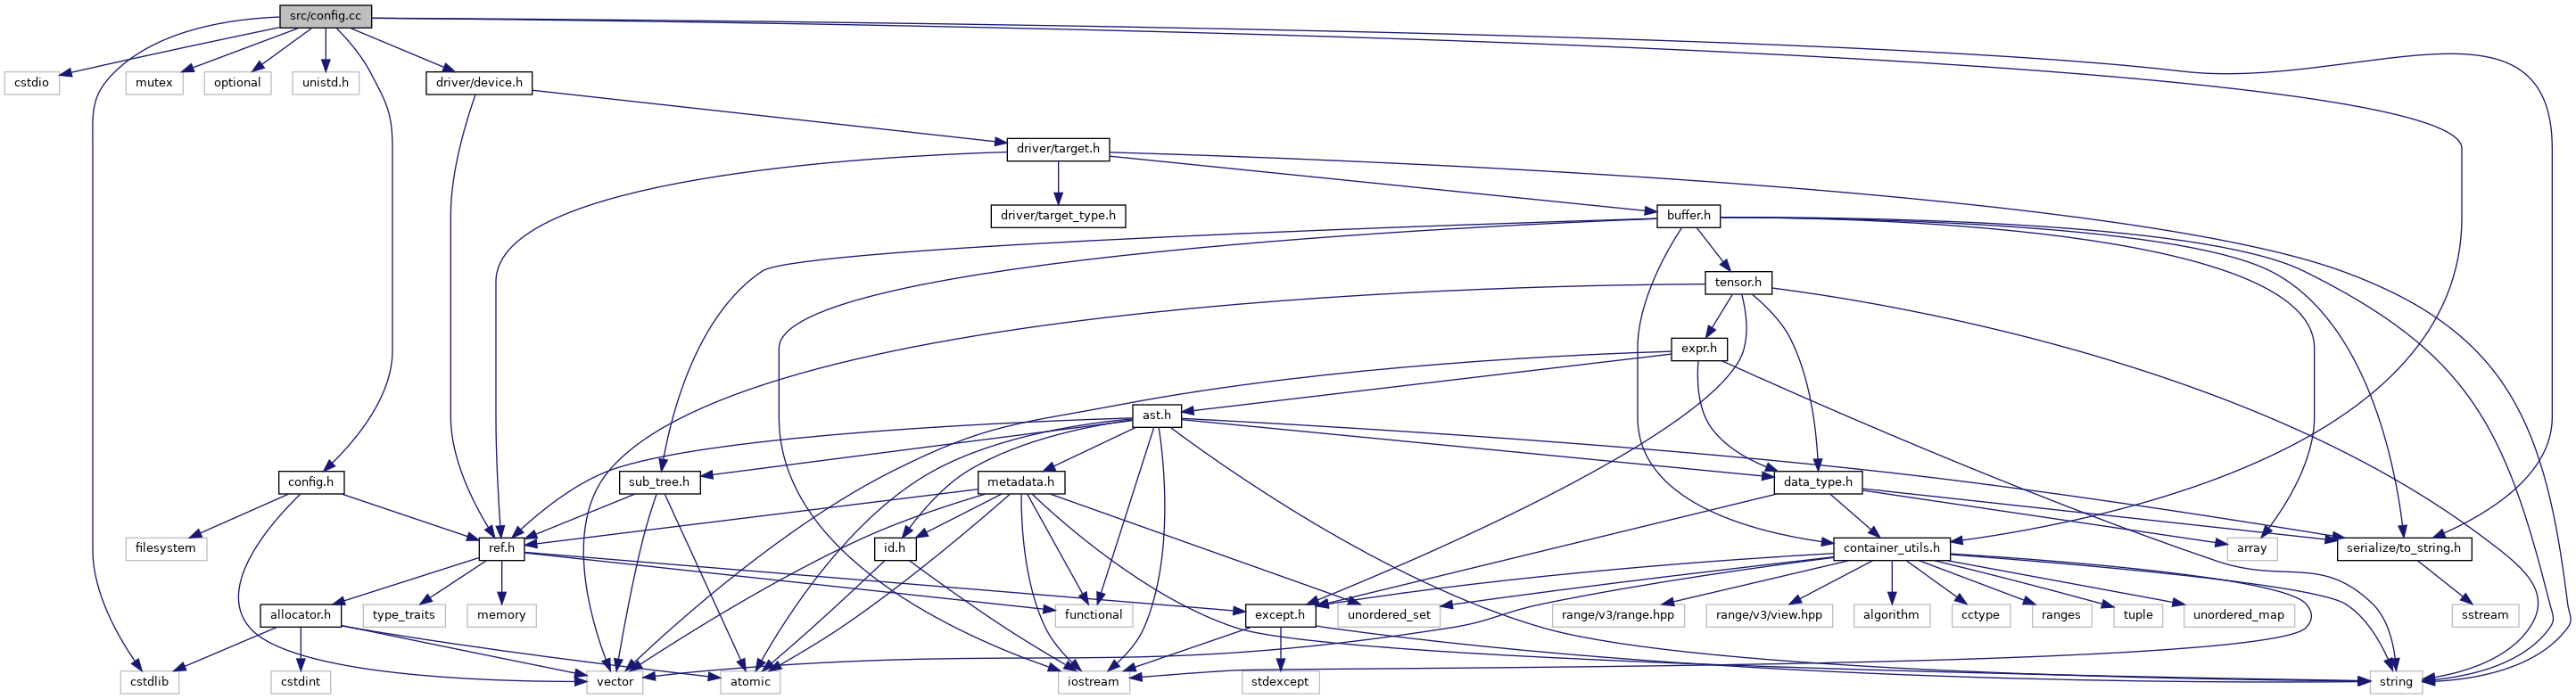 src/config.cc
cstdio
mutex
optional
unistd.h
driver/device.h
driver/target.h
driver/target_type.h
buffer.h
tensor.h
expr.h
ast.h
config.h
sub_tree.h
metadata.h
data_type.h
filesystem
ref.h
id.h
container_utils.h
array
serialize/to_string.h
allocator.h
type_traits
memory
functional
except.h
unordered_set
range/v3/range.hpp
range/v3/view.hpp
algorithm
cctype
ranges
tuple
unordered_map
sstream
cstdlib
cstdint
vector
atomic
iostream
stdexcept
string